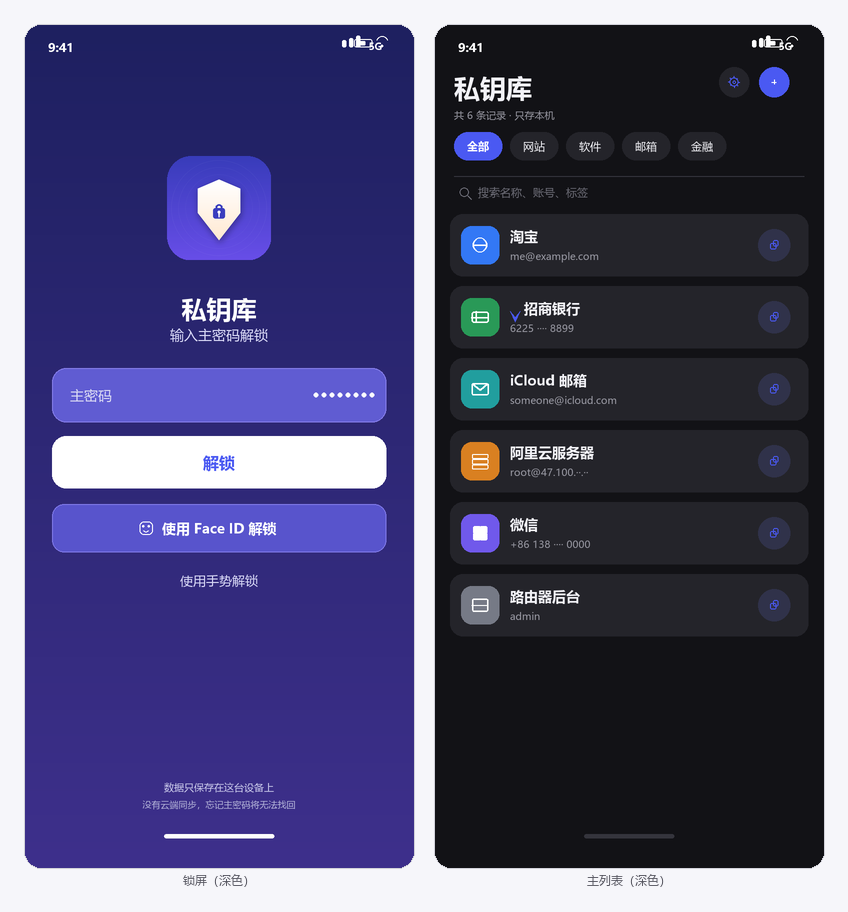 9:41
5G
私钥库
输入主密码解锁
主密码 ••••••••
解锁
使用 Face ID 解锁
使用手势解锁
数据只保存在这台设备上
没有云端同步，忘记主密码将无法找回
锁屏（深色）
9:41
5G
私钥库
+
共 6 条记录 · 只存本机
全部 网站 软件 邮箱 金融
搜索名称、账号、标签
淘宝
me@example.com
招商银行
6225 ···· 8899
iCloud 邮箱
someone@icloud.com
阿里云服务器
root@47.100.··.··
微信
+86 138 ···· 0000
路由器后台
admin
主列表（深色）